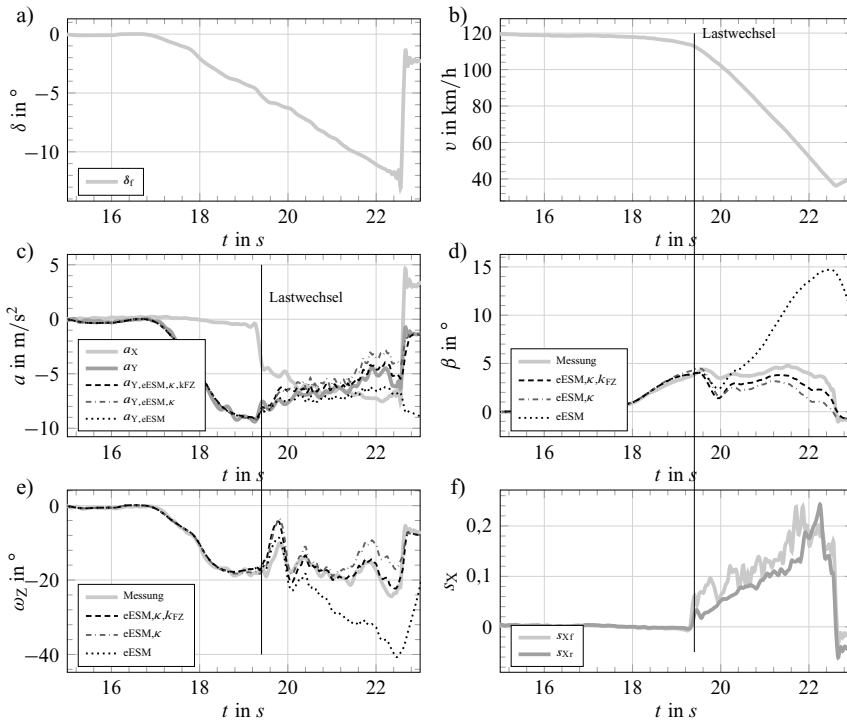 a)
0
−5
−10
δ in °
δf
16
18
20
22
t in s
b)
Lastwechsel
120
100
80
60
40
v in km/h
16
18
20
22
t in s
c)
5
0
−5
−10
a in m/s²
Lastwechsel
aX
aY
aY,eESM,κ,kFZ
aY,eESM,κ
aY,eESM
16
18
20
22
t in s
d)
15
10
5
0
β in °
Messung
eESM,κ,kFZ
eESM,κ
eESM
16
18
20
22
t in s
e)
0
−20
−40
ωZ in °
Messung
eESM,κ,kFZ
eESM,κ
eESM
16
18
20
22
t in s
f)
0,2
0,1
0
sX
sXf
sXr
16
18
20
22
t in s